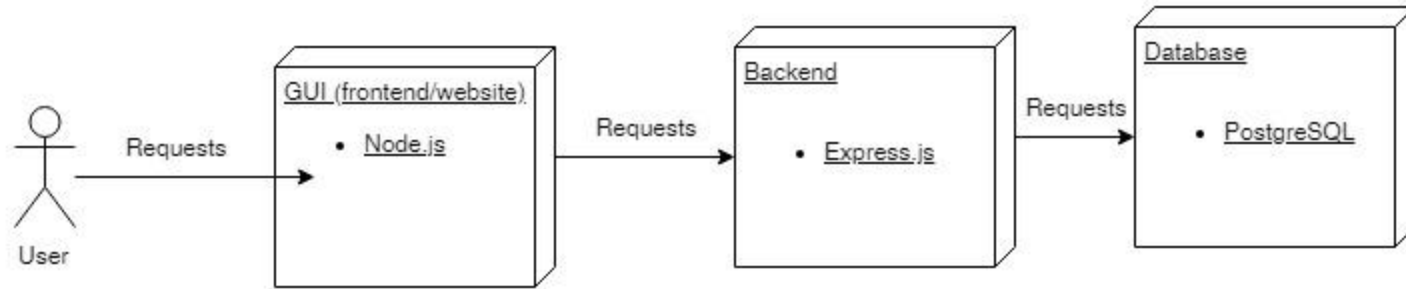 User
Requests
GUI (frontend/website)
Node.js
Requests
Backend
Express.js
Requests
Database
PostgreSQL